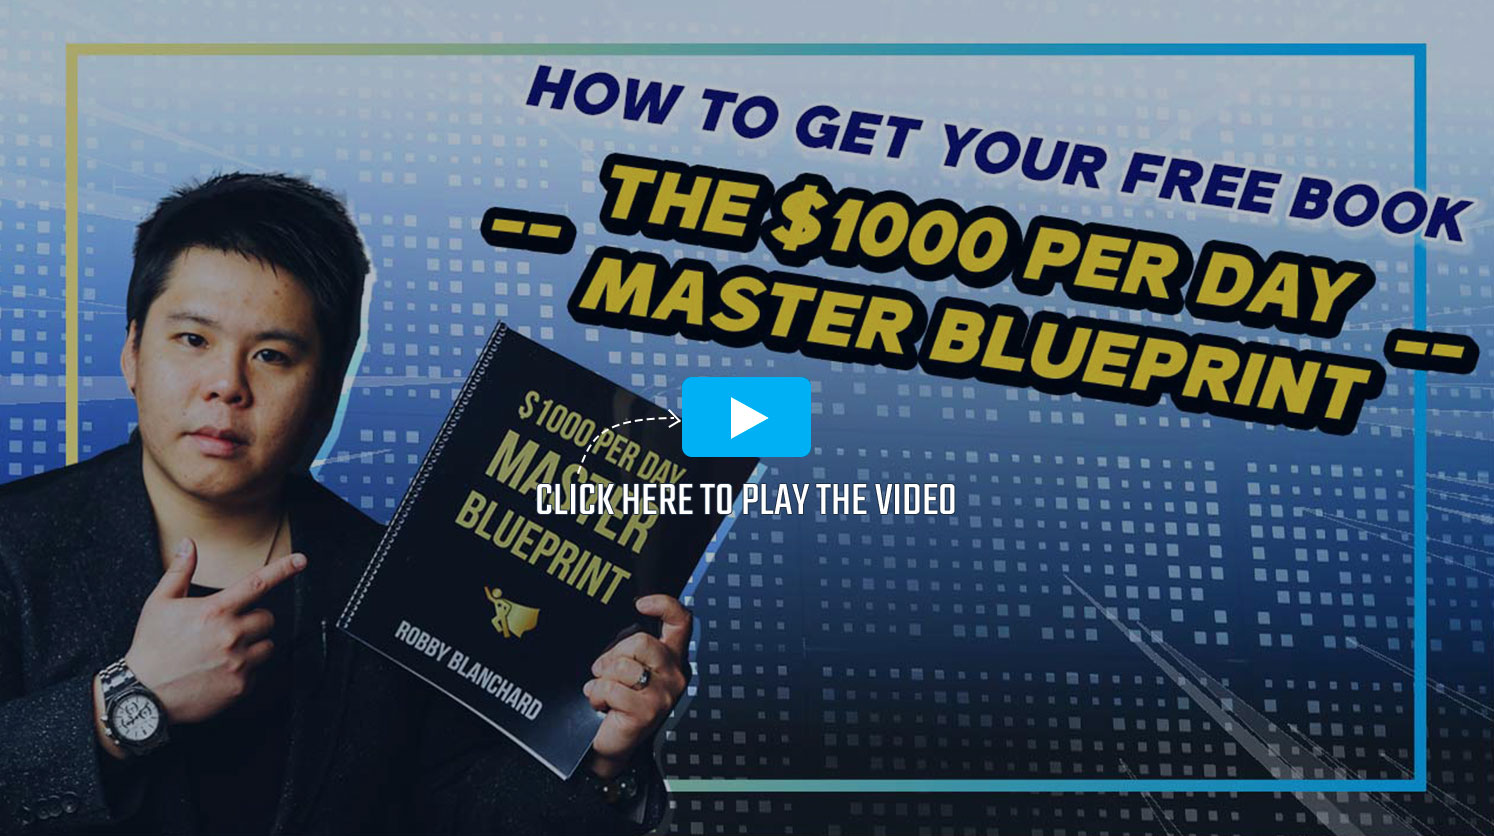 HOW TO GET YOUR FREE BOOK
-- THE $1000 PER DAY
MASTER BLUEPRINT --
$1000 PER DAY
MASTER
BLUEPRINT
ROBBY BLANCHARD
CLICK HERE TO PLAY THE VIDEO